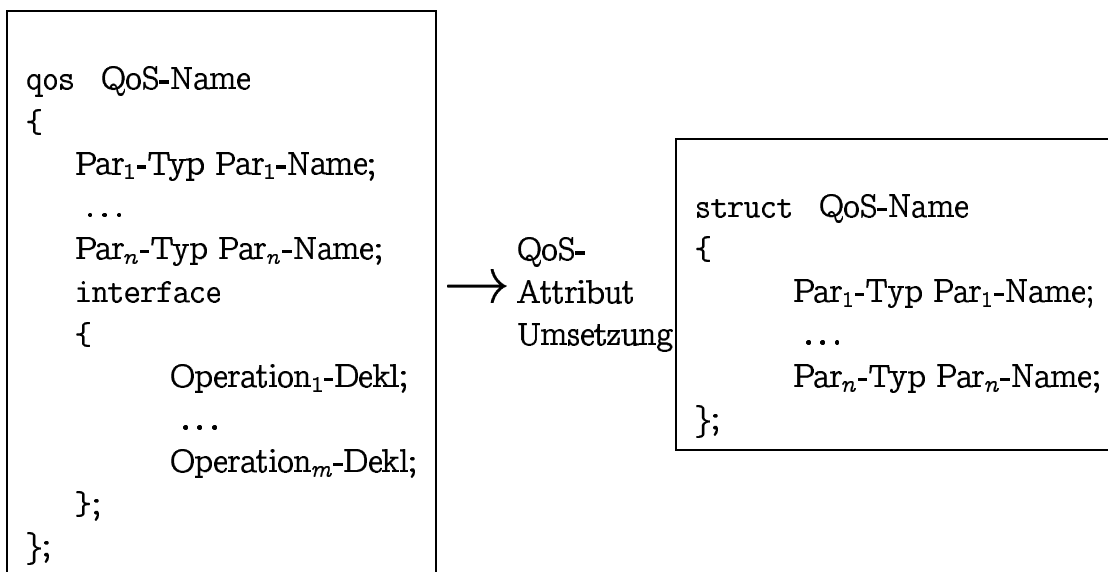 qos QoS-Name
{
Par₁-Typ Par₁-Name;
...
Parₙ-Typ Parₙ-Name;
interface
{
Operation₁-Dekl;
...
Operationₘ-Dekl;
};
};
QoS-
Attribut
Umsetzung
struct QoS-Name
{
Par₁-Typ Par₁-Name;
...
Parₙ-Typ Parₙ-Name;
};